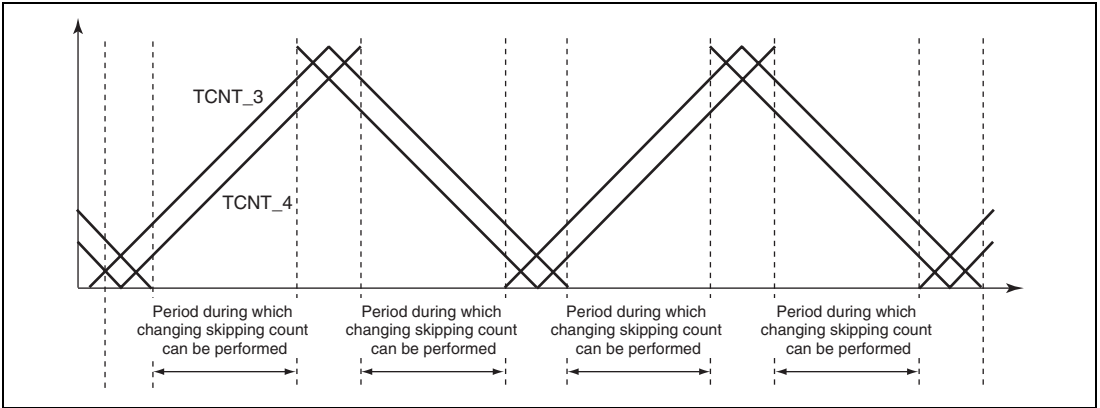 TCNT_3
TCNT_4
Period during which
changing skipping count
can be performed
Period during which
changing skipping count
can be performed
Period during which
changing skipping count
can be performed
Period during which
changing skipping count
can be performed